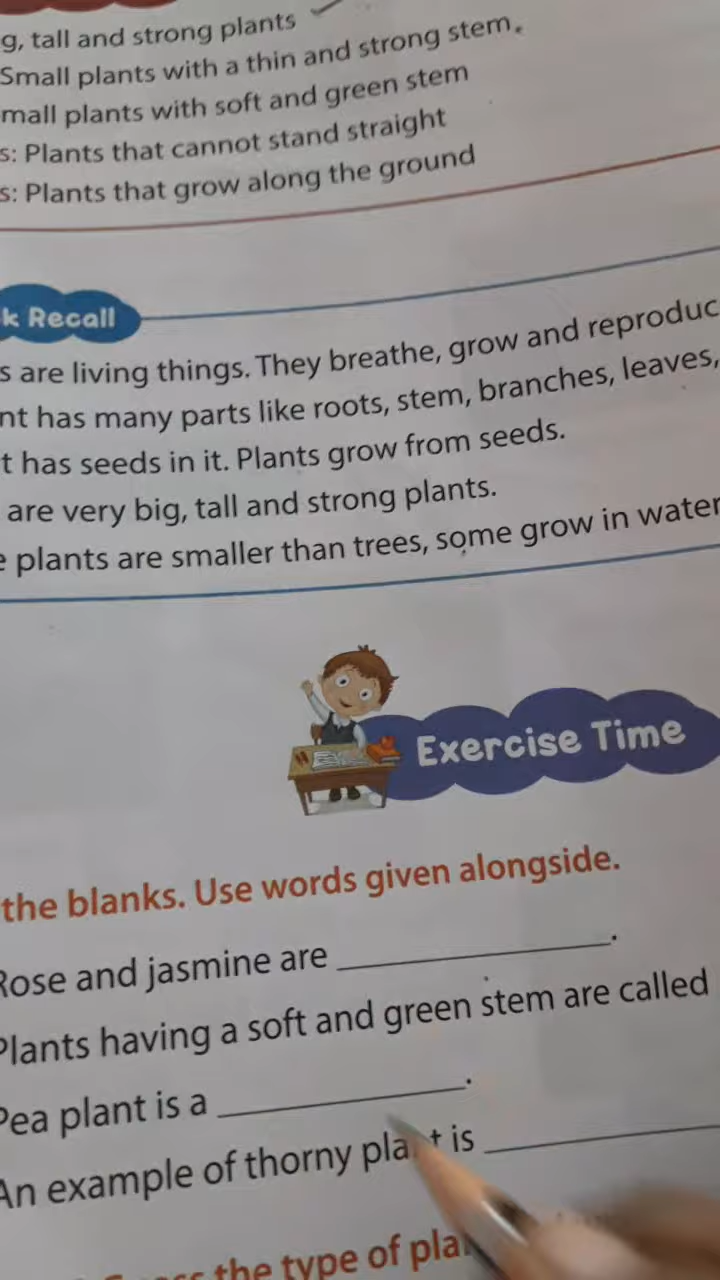 g, tall and strong plants
Small plants with a thin and strong stem.
mall plants with soft and green stem
s: Plants that cannot stand straight
s: Plants that grow along the ground
k Recall
s are living things. They breathe, grow and reproduc
nt has many parts like roots, stem, branches, leaves,
t has seeds in it. Plants grow from seeds.
are very big, tall and strong plants.
e plants are smaller than trees, some grow in water
Exercise Time
the blanks. Use words given alongside.
Rose and jasmine are ____________.
Plants having a soft and green stem are called
Pea plant is a ____________.
An example of thorny plant is ____________
the type of pla